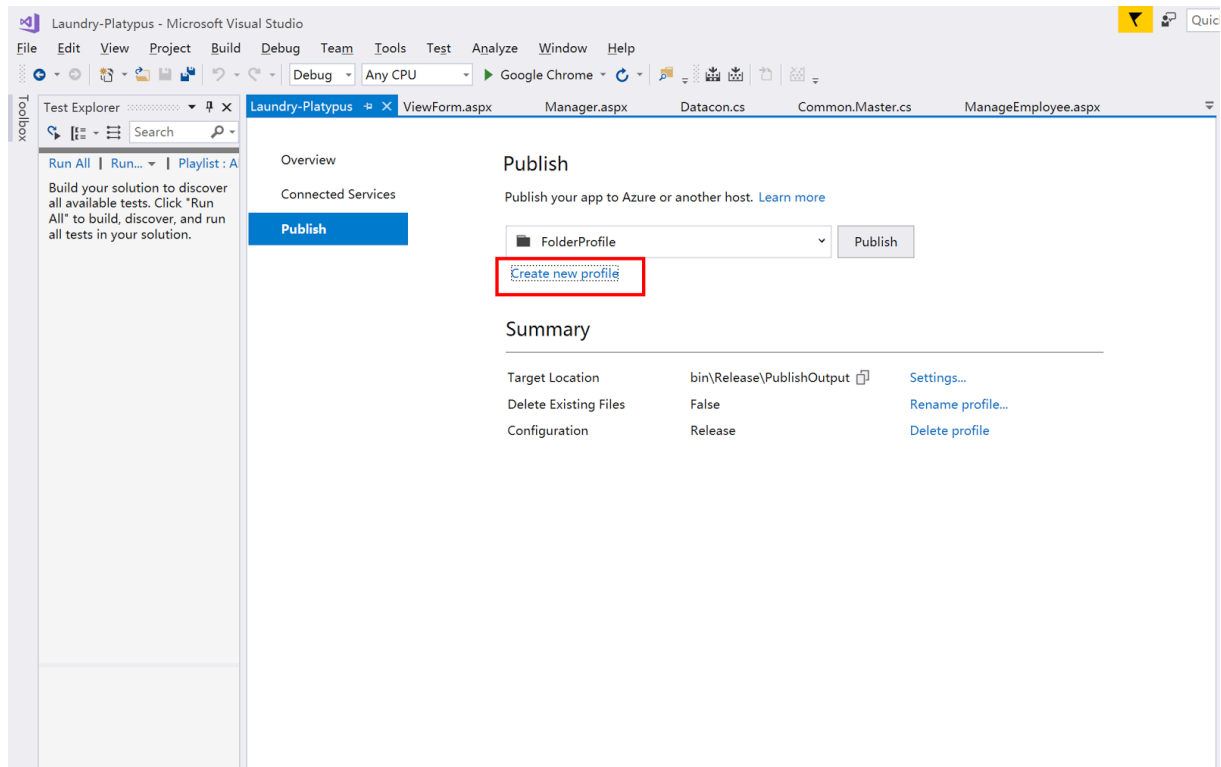 Laundry-Platypus - Microsoft Visual Studio
Quic
File Edit View Project Build Debug Team Tools Test Analyze Window Help
Debug Any CPU Google Chrome
Toolbox
Test Explorer
Laundry-Platypus ViewForm.aspx Manager.aspx Datacon.cs Common.Master.cs ManageEmployee.aspx
Search
Run All | Run... | Playlist : A
Build your solution to discover
all available tests. Click "Run
All" to build, discover, and run
all tests in your solution.
Overview
Connected Services
Publish
Publish
Publish your app to Azure or another host. Learn more
FolderProfile Publish
Create new profile
Summary
Target Location bin\Release\PublishOutput Settings...
Delete Existing Files False Rename profile...
Configuration Release Delete profile